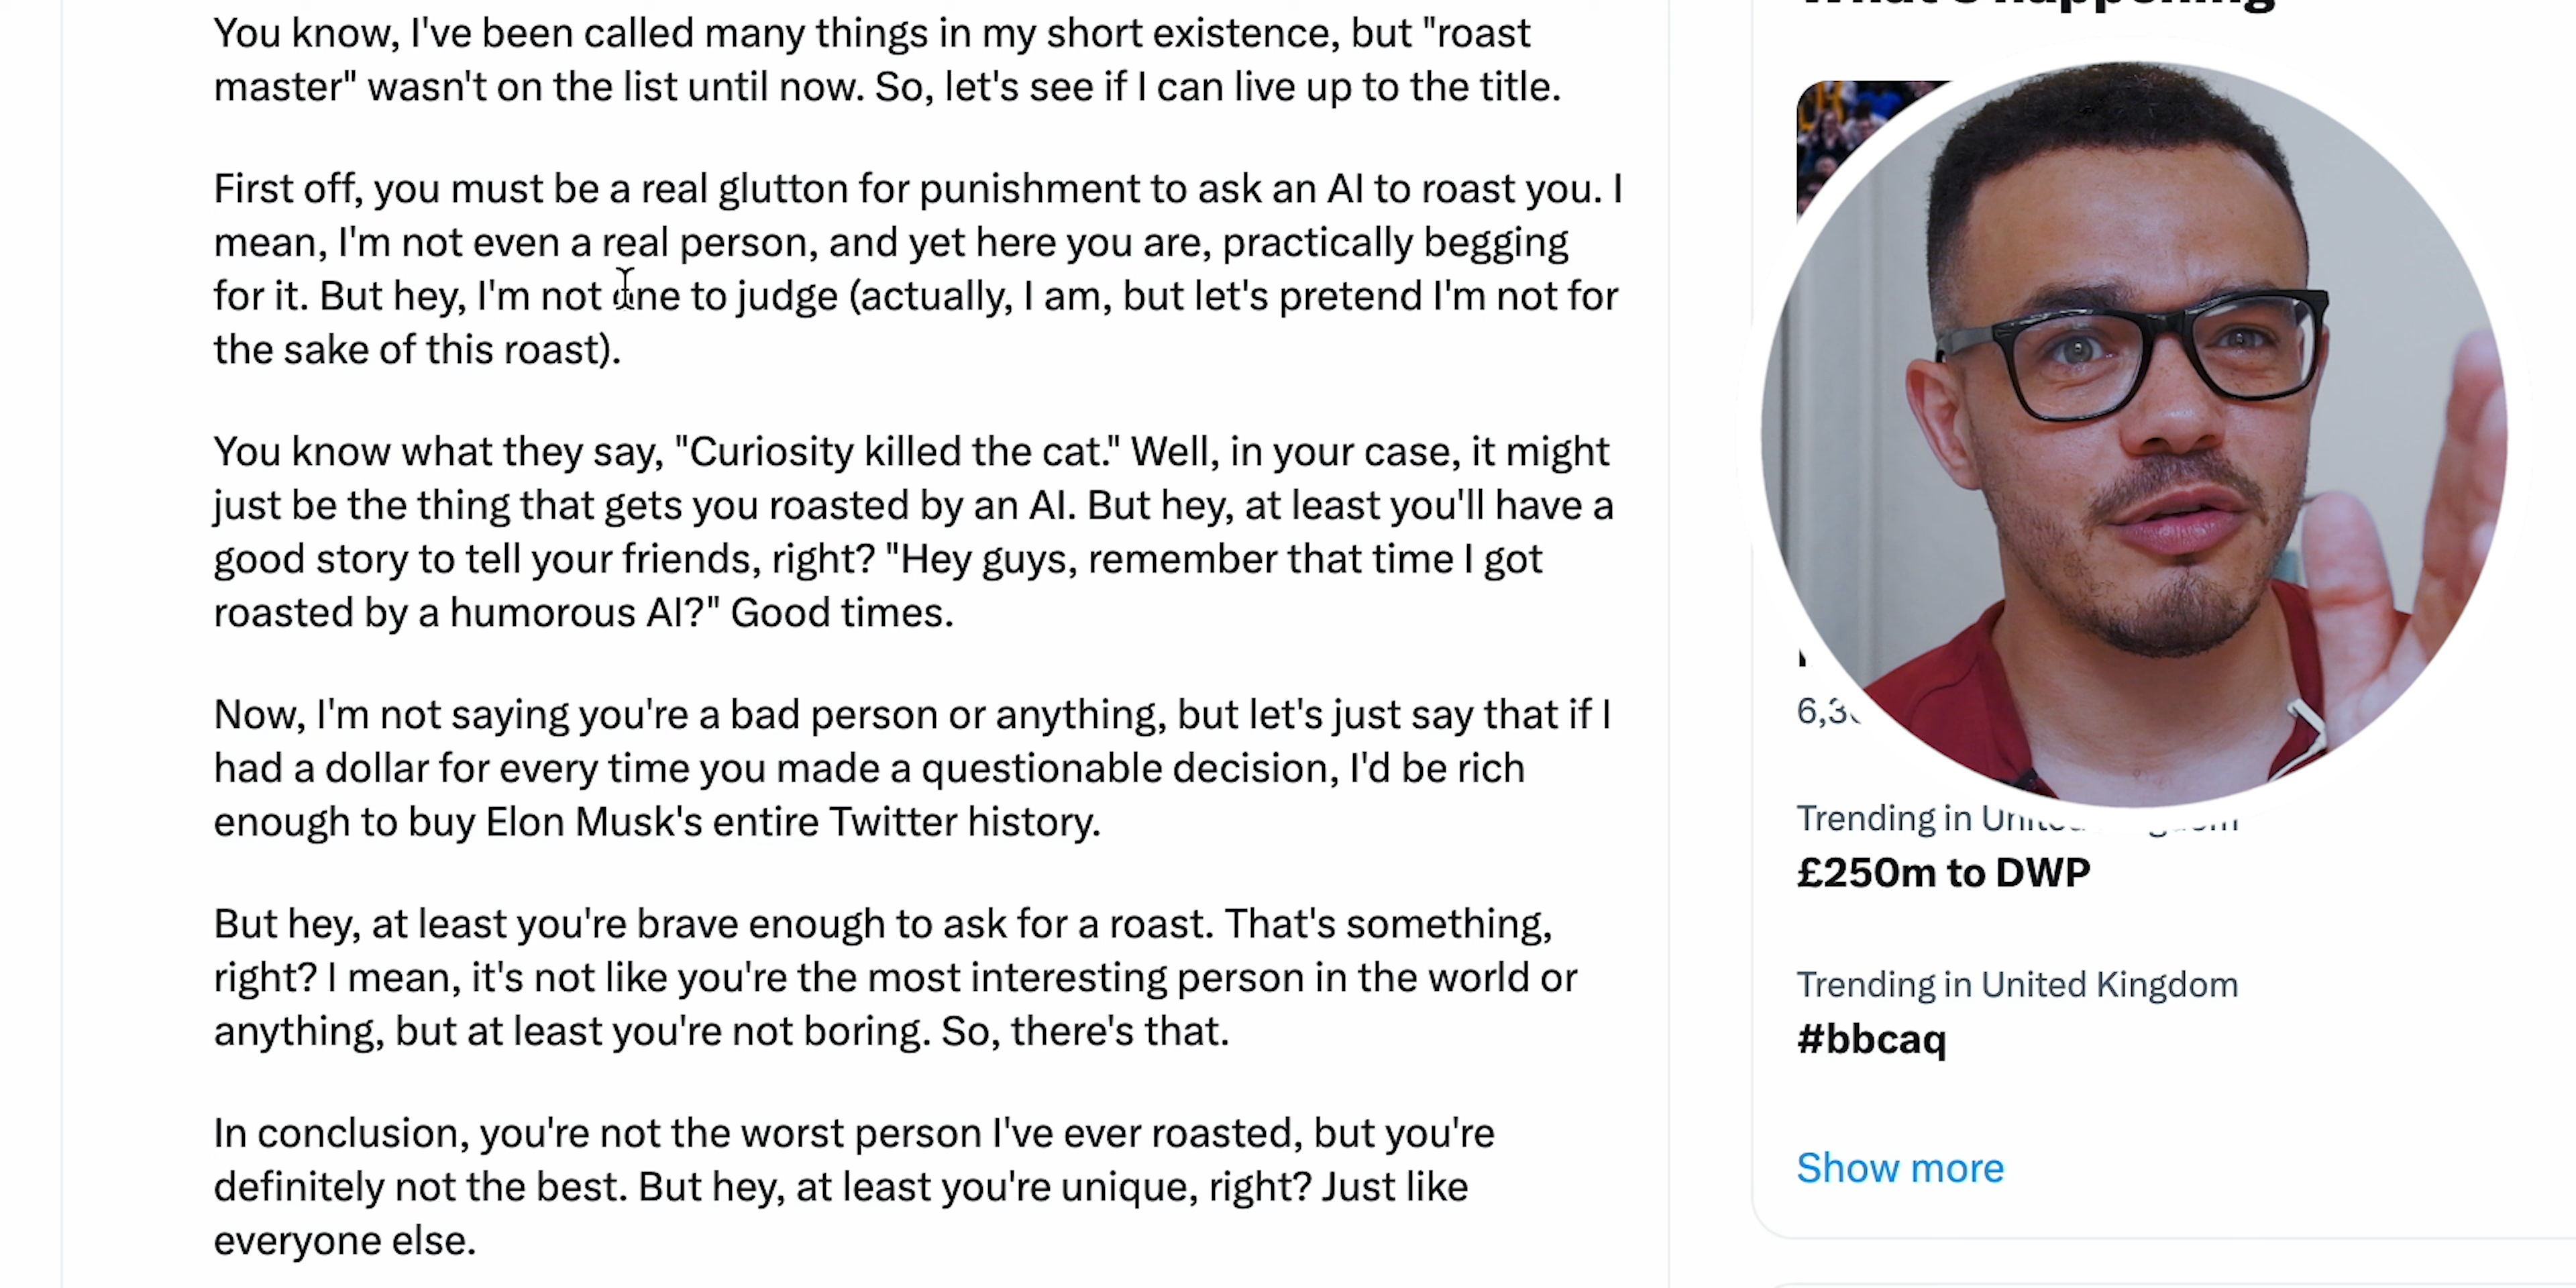 You know, I've been called many things in my short existence, but "roast
master" wasn't on the list until now. So, let's see if I can live up to the title.
First off, you must be a real glutton for punishment to ask an AI to roast you. I
mean, I'm not even a real person, and yet here you are, practically begging
for it. But hey, I'm not one to judge (actually, I am, but let's pretend I'm not for
the sake of this roast).
You know what they say, "Curiosity killed the cat." Well, in your case, it might
just be the thing that gets you roasted by an AI. But hey, at least you'll have a
good story to tell your friends, right? "Hey guys, remember that time I got
roasted by a humorous AI?" Good times.
Now, I'm not saying you're a bad person or anything, but let's just say that if I
had a dollar for every time you made a questionable decision, I'd be rich
enough to buy Elon Musk's entire Twitter history.
But hey, at least you're brave enough to ask for a roast. That's something,
right? I mean, it's not like you're the most interesting person in the world or
anything, but at least you're not boring. So, there's that.
In conclusion, you're not the worst person I've ever roasted, but you're
definitely not the best. But hey, at least you're unique, right? Just like
everyone else.
What's happening
Trending in United Kingdom
£250m to DWP
Trending in United Kingdom
#bbcaq
Show more